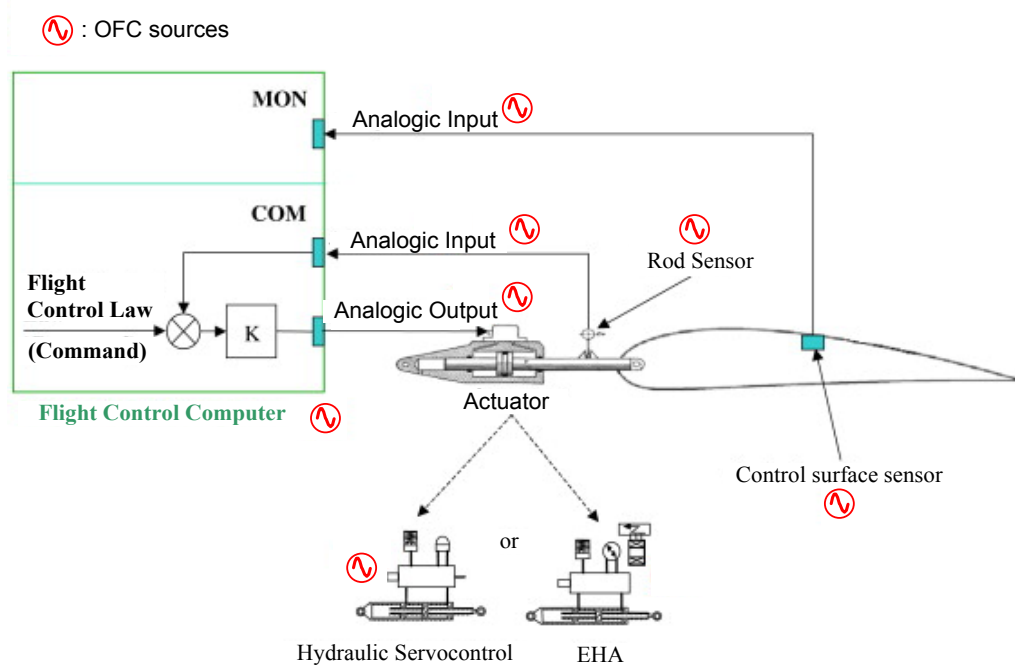 : OFC sources
MON
Analogic Input
COM
Analogic Input
Rod Sensor
Flight
Control Law
(Command)
K
Analogic Output
Flight Control Computer
Actuator
Control surface sensor
or
Hydraulic Servocontrol
EHA